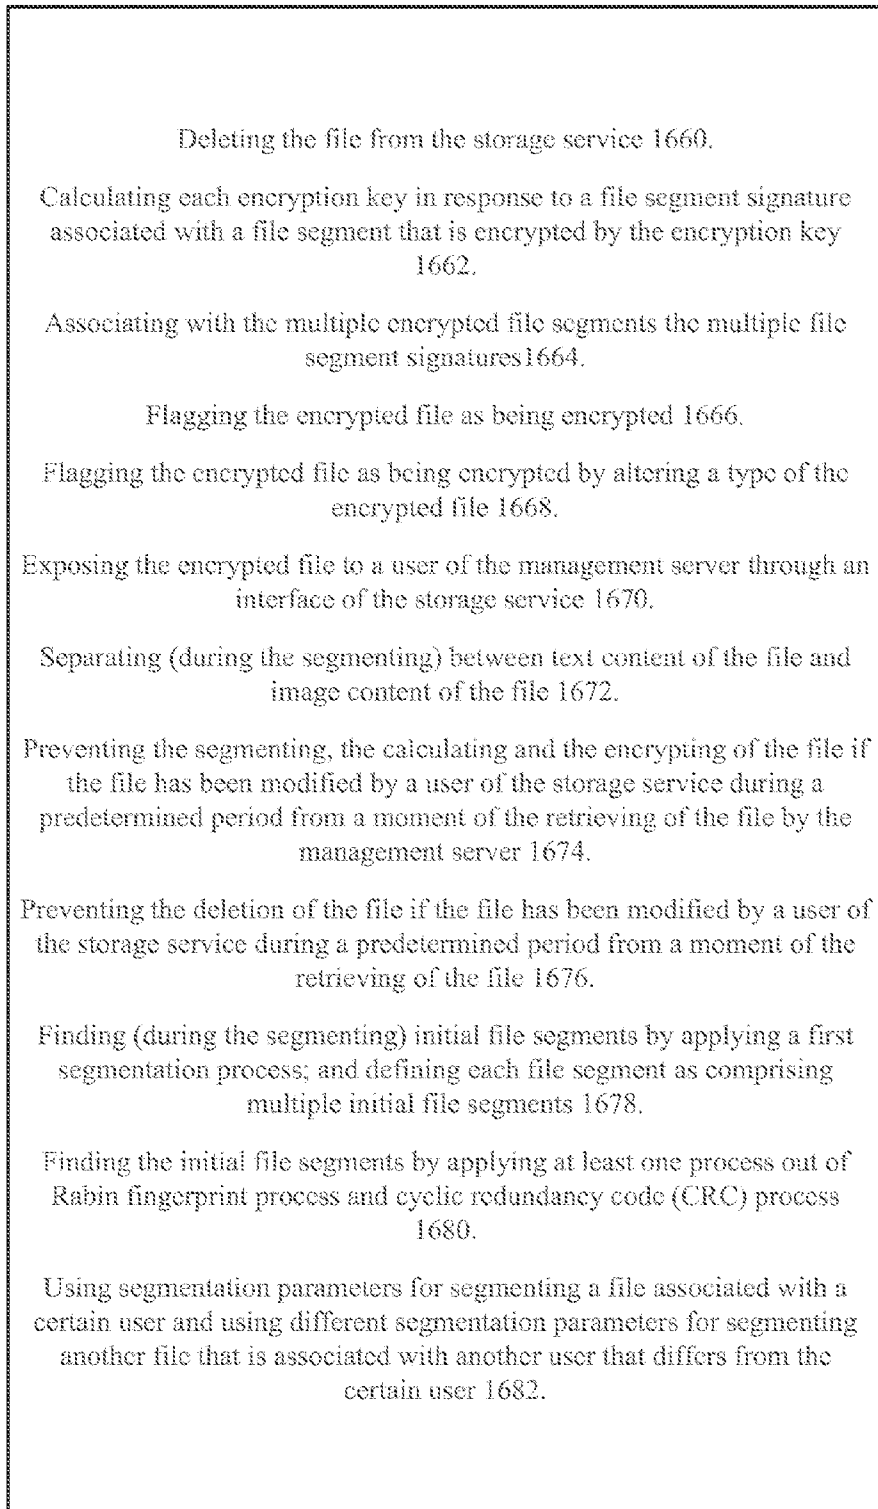 Deleting the file from the storage service 1660.
Calculating each encryption key in response to a file segment signature
associated with a file segment that is encrypted by the encryption key
1662.
Associating with the multiple encrypted file segments the multiple file
segment signatures1664.
Flagging the encrypted file as being encrypted 1666.
Flagging the encrypted file as being encrypted by altering a type of the
encrypted file 1668.
Exposing the encrypted file to a user of the management server through an
interface of the storage service 1670.
Separating (during the segmenting) between text content of the file and
image content of the file 1672.
Preventing the segmenting, the calculating and the encrypting of the file if
the file has been modified by a user of the storage service during a
predetermined period from a moment of the retrieving of the file by the
management server 1674.
Preventing the deletion of the file if the file has been modified by a user of
the storage service during a predetermined period from a moment of the
retrieving of the file 1676.
Finding (during the segmenting) initial file segments by applying a first
segmentation process; and defining each file segment as comprising
multiple initial file segments 1678.
Finding the initial file segments by applying at least one process out of
Rabin fingerprint process and cyclic redundancy code (CRC) process
1680.
Using segmentation parameters for segmenting a file associated with a
certain user and using different segmentation parameters for segmenting
another file that is associated with another user that differs from the
certain user 1682.